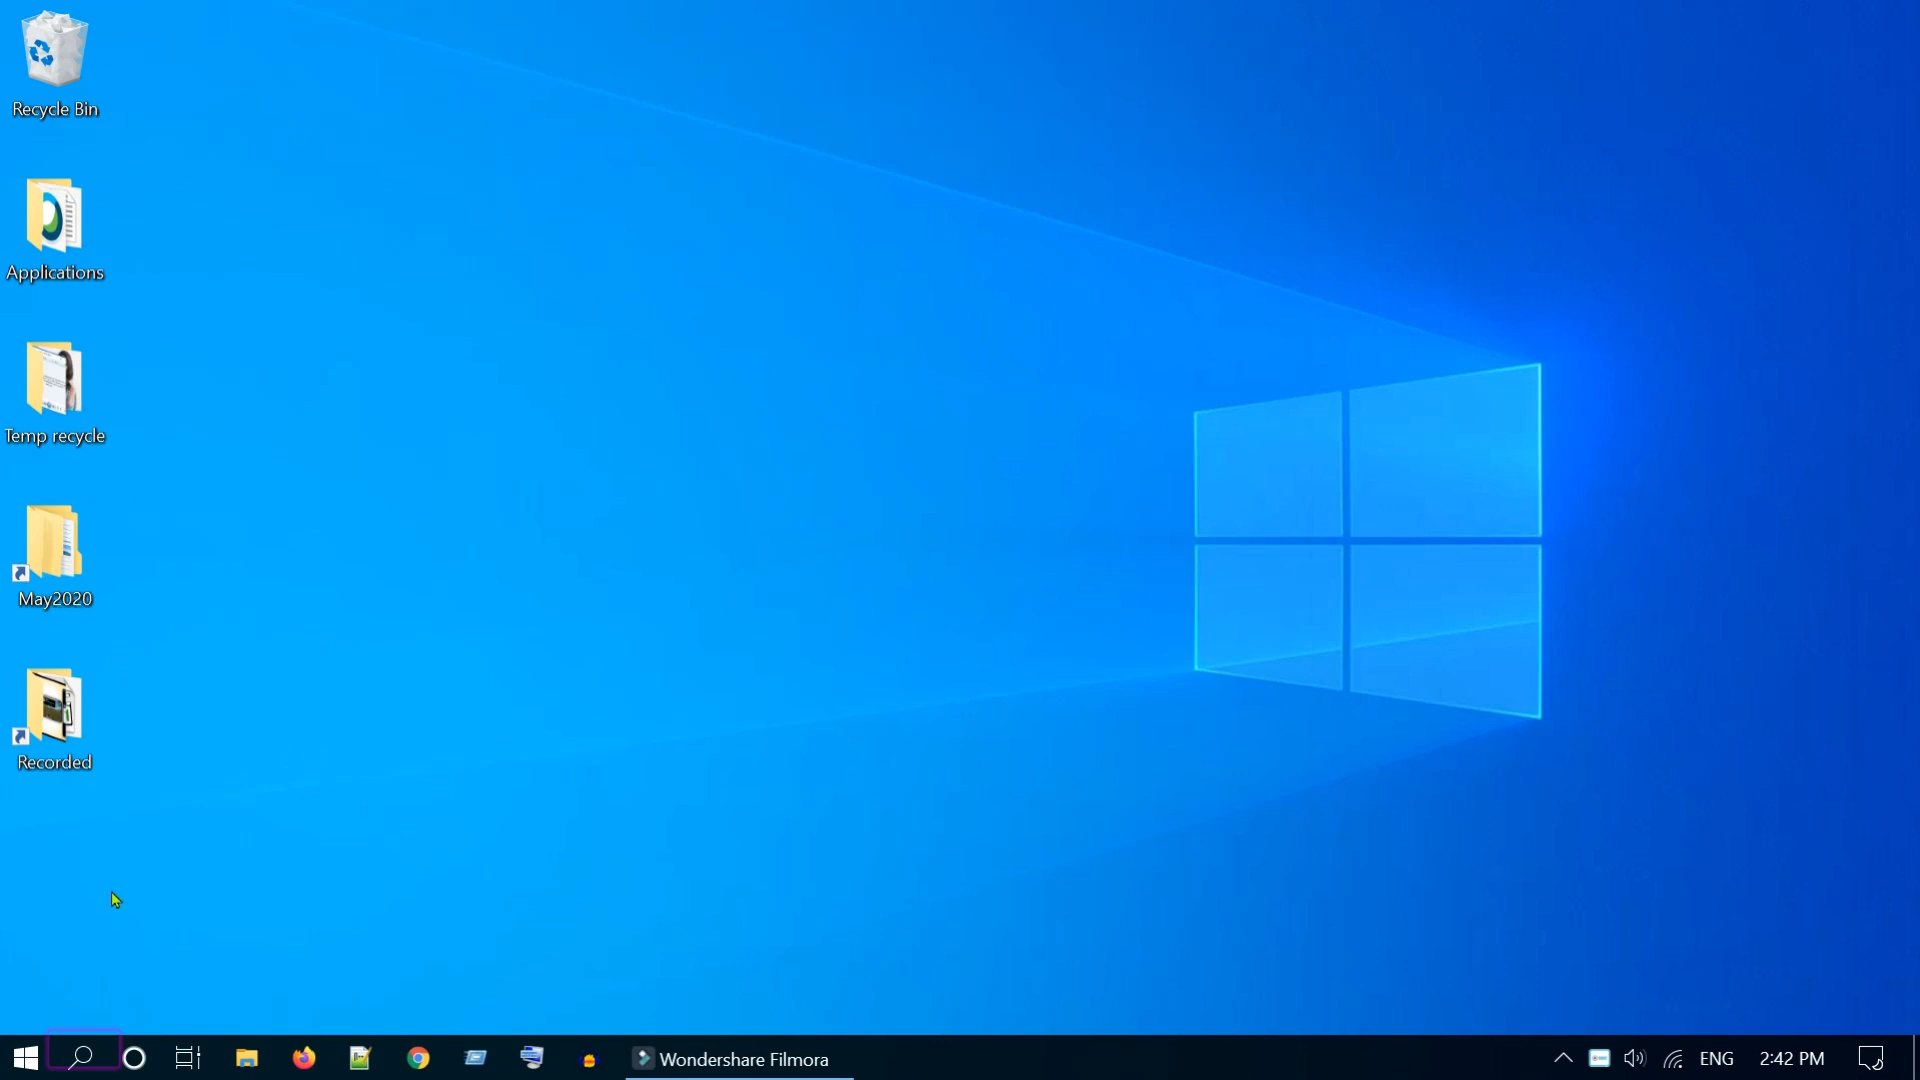 Recycle Bin
Applications
Temp recycle
May2020
Recorded
Wondershare Filmora
ENG
2:42 PM